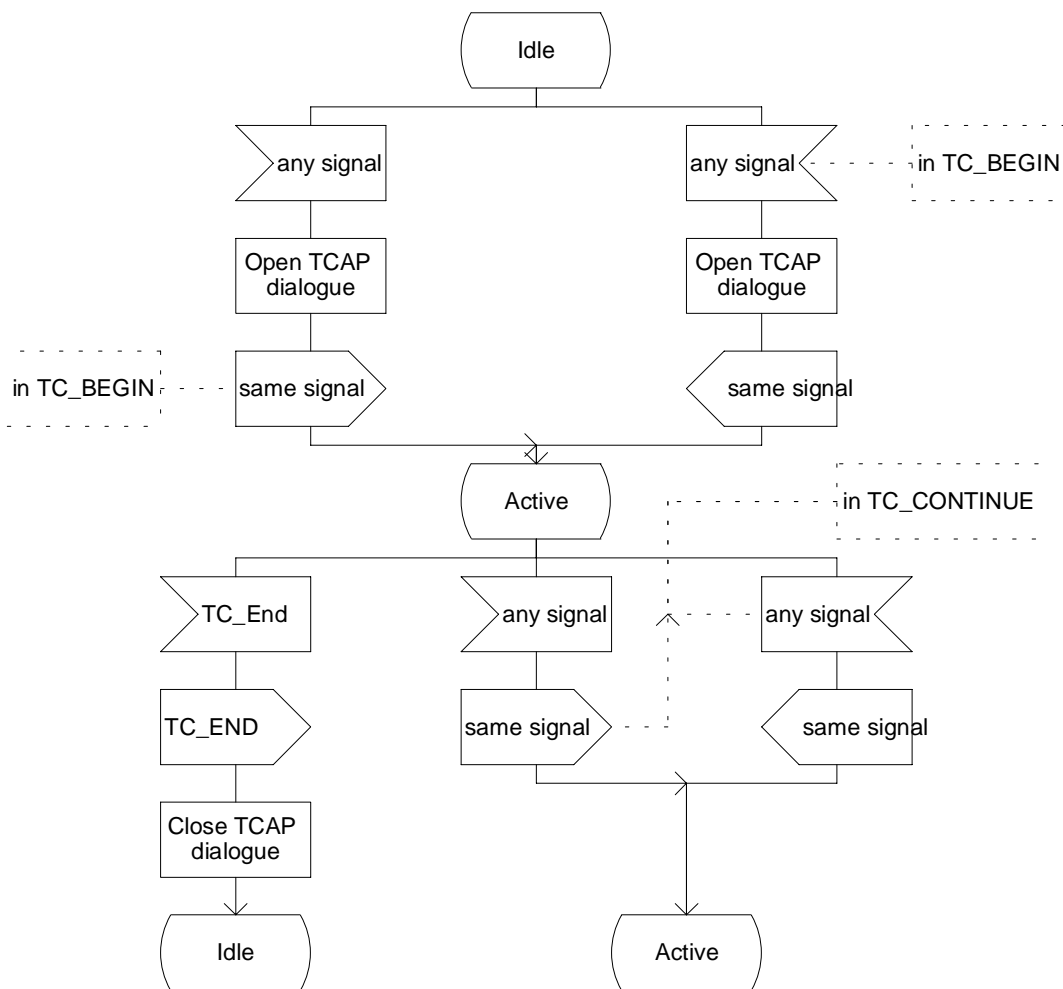 Idle
any signal
any signal
in TC_BEGIN
Open TCAP
dialogue
Open TCAP
dialogue
in TC_BEGIN
same signal
same signal
Active
in TC_CONTINUE
TC_End
any signal
any signal
TC_END
same signal
same signal
Close TCAP
dialogue
Idle
Active